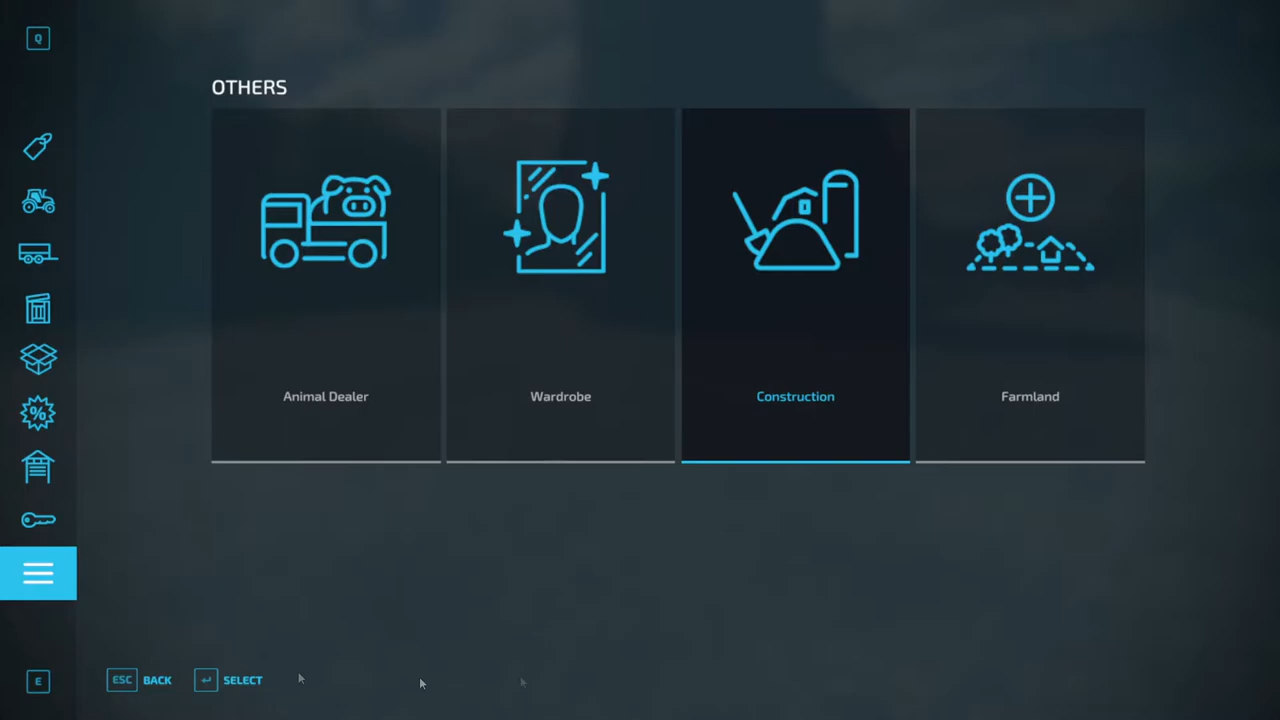 Q
OTHERS
%
Animal Dealer
Wardrobe
Construction
Farmland
E
ESC BACK
SELECT